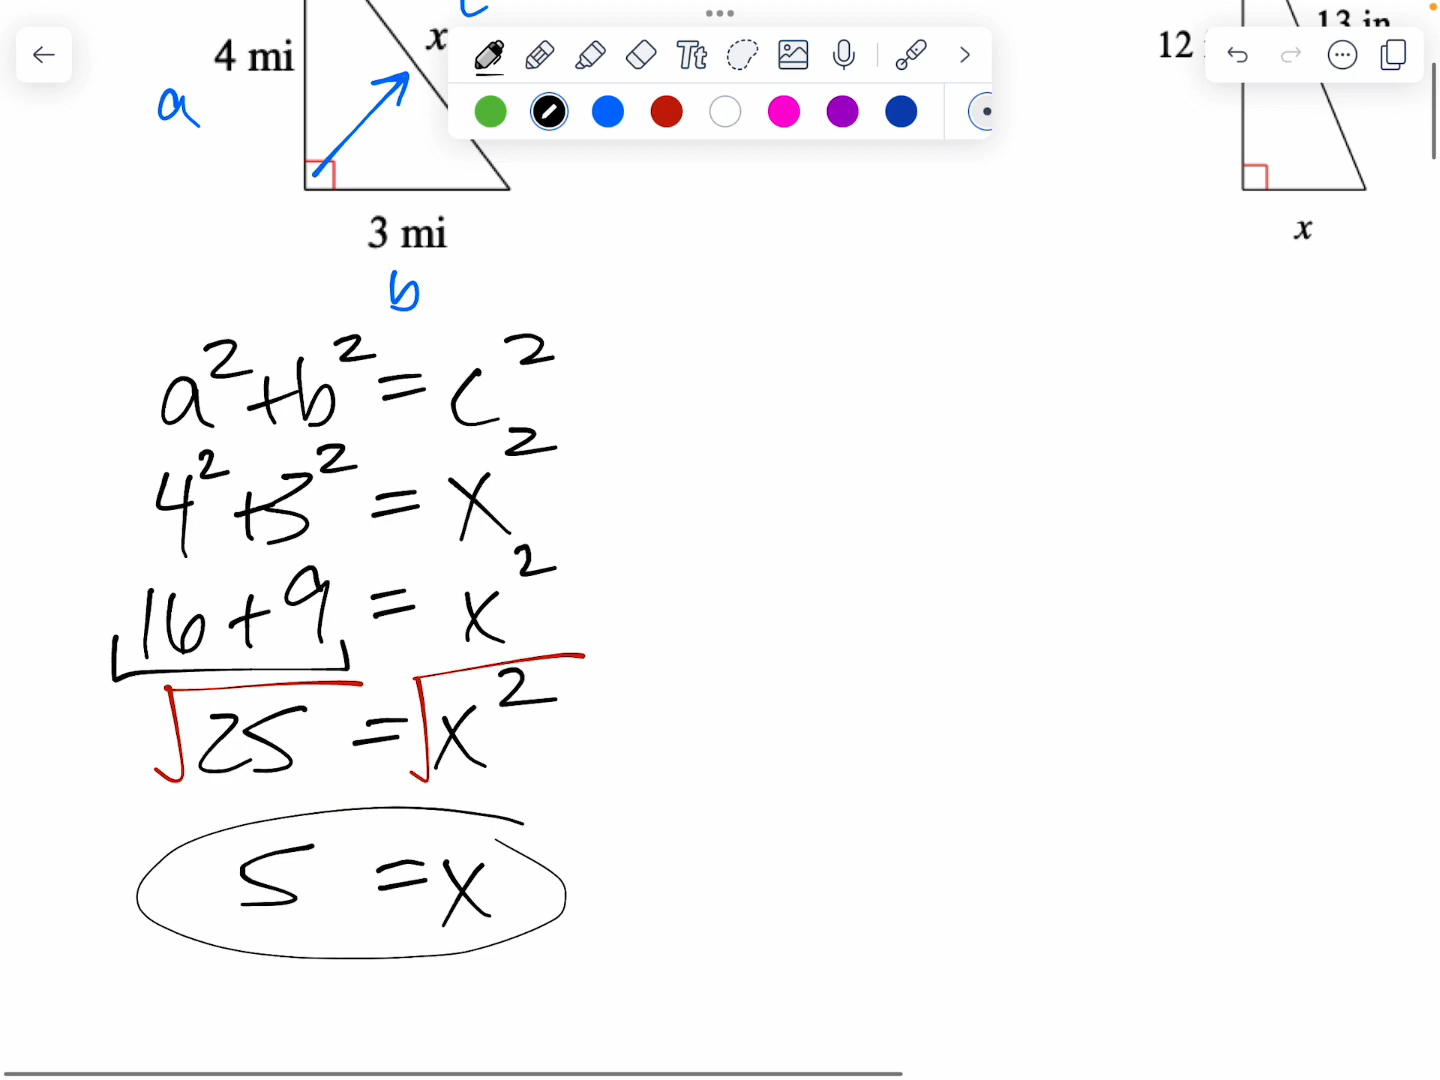 c
4 mi
x
Tt
13 in
12
a
3 mi
x
b
a²+b²=c²
4²+3²=x²
16+9=x²
√25=√x²
5=x